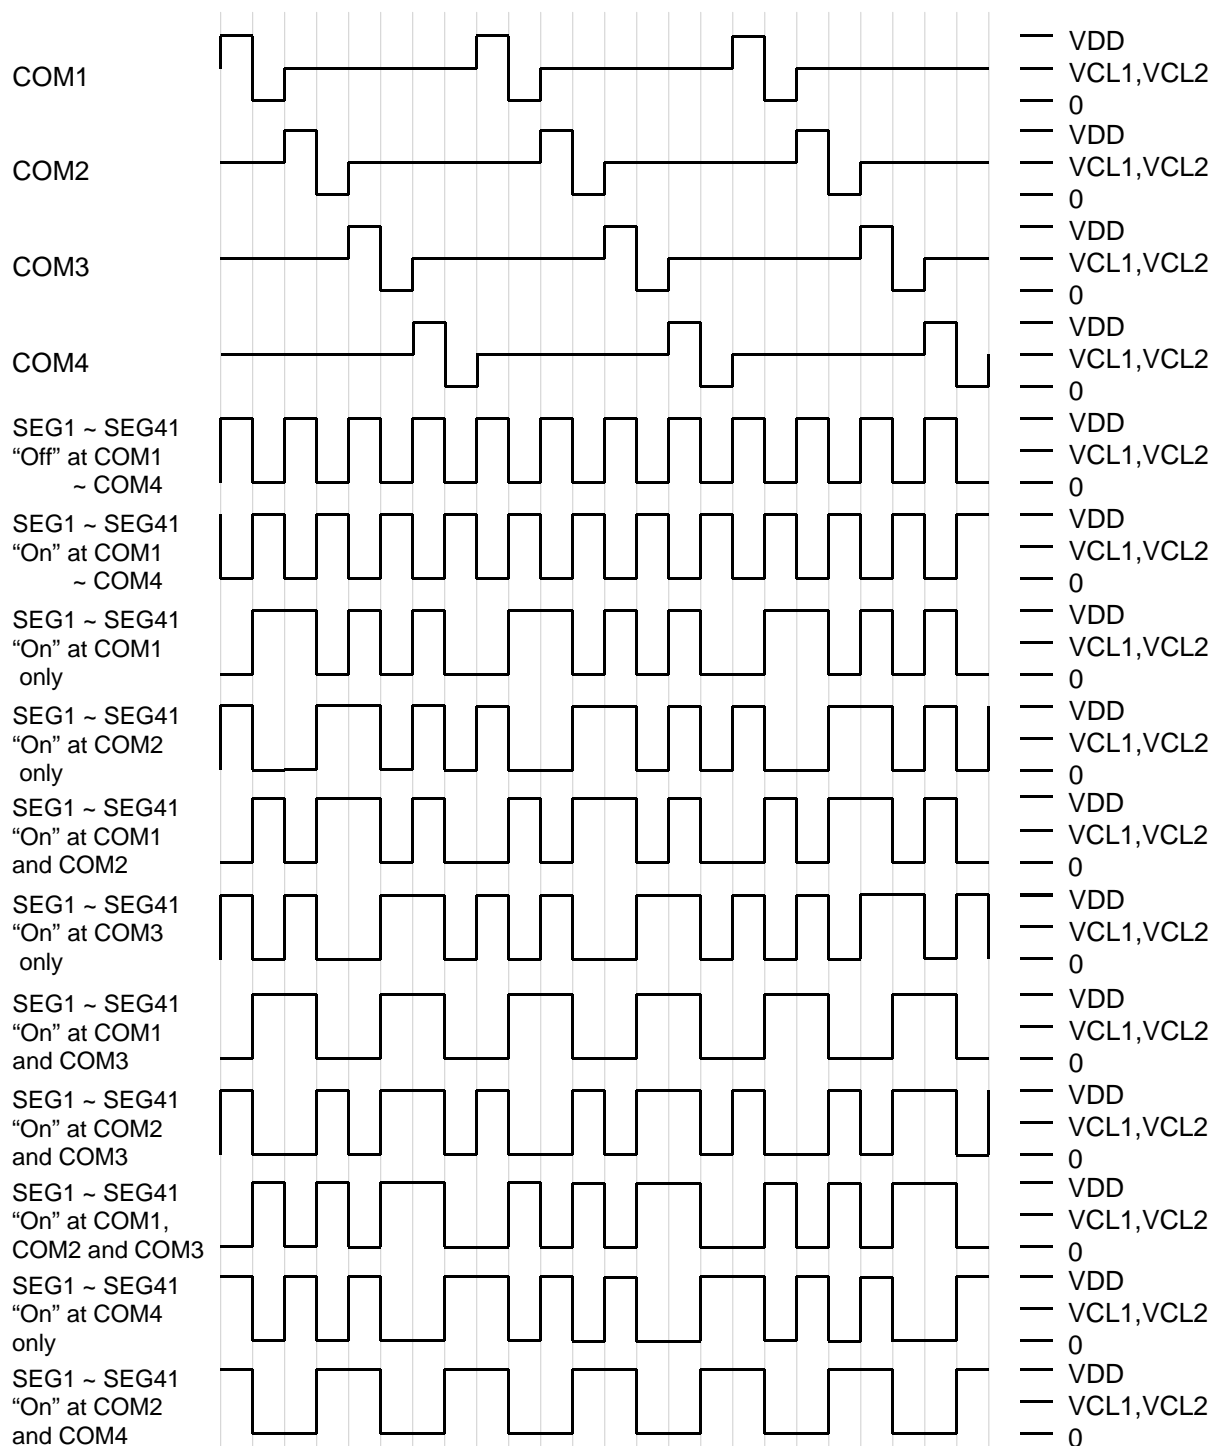 VDD
COM1
VCL1,VCL2
0
VDD
COM2
VCL1,VCL2
0
VDD
COM3
VCL1,VCL2
0
VDD
COM4
VCL1,VCL2
0
SEG1 ~ SEG41
“Off” at COM1
~ COM4
VDD
VCL1,VCL2
0
SEG1 ~ SEG41
“On” at COM1
~ COM4
VDD
VCL1,VCL2
0
SEG1 ~ SEG41
“On” at COM1
only
VDD
VCL1,VCL2
0
SEG1 ~ SEG41
“On” at COM2
only
VDD
VCL1,VCL2
0
SEG1 ~ SEG41
“On” at COM1
and COM2
VDD
VCL1,VCL2
0
SEG1 ~ SEG41
“On” at COM3
only
VDD
VCL1,VCL2
0
SEG1 ~ SEG41
“On” at COM1
and COM3
VDD
VCL1,VCL2
0
SEG1 ~ SEG41
“On” at COM2
and COM3
VDD
VCL1,VCL2
0
SEG1 ~ SEG41
“On” at COM1,
COM2 and COM3
VDD
VCL1,VCL2
0
SEG1 ~ SEG41
“On” at COM4
only
VDD
VCL1,VCL2
0
SEG1 ~ SEG41
“On” at COM2
and COM4
VDD
VCL1,VCL2
0